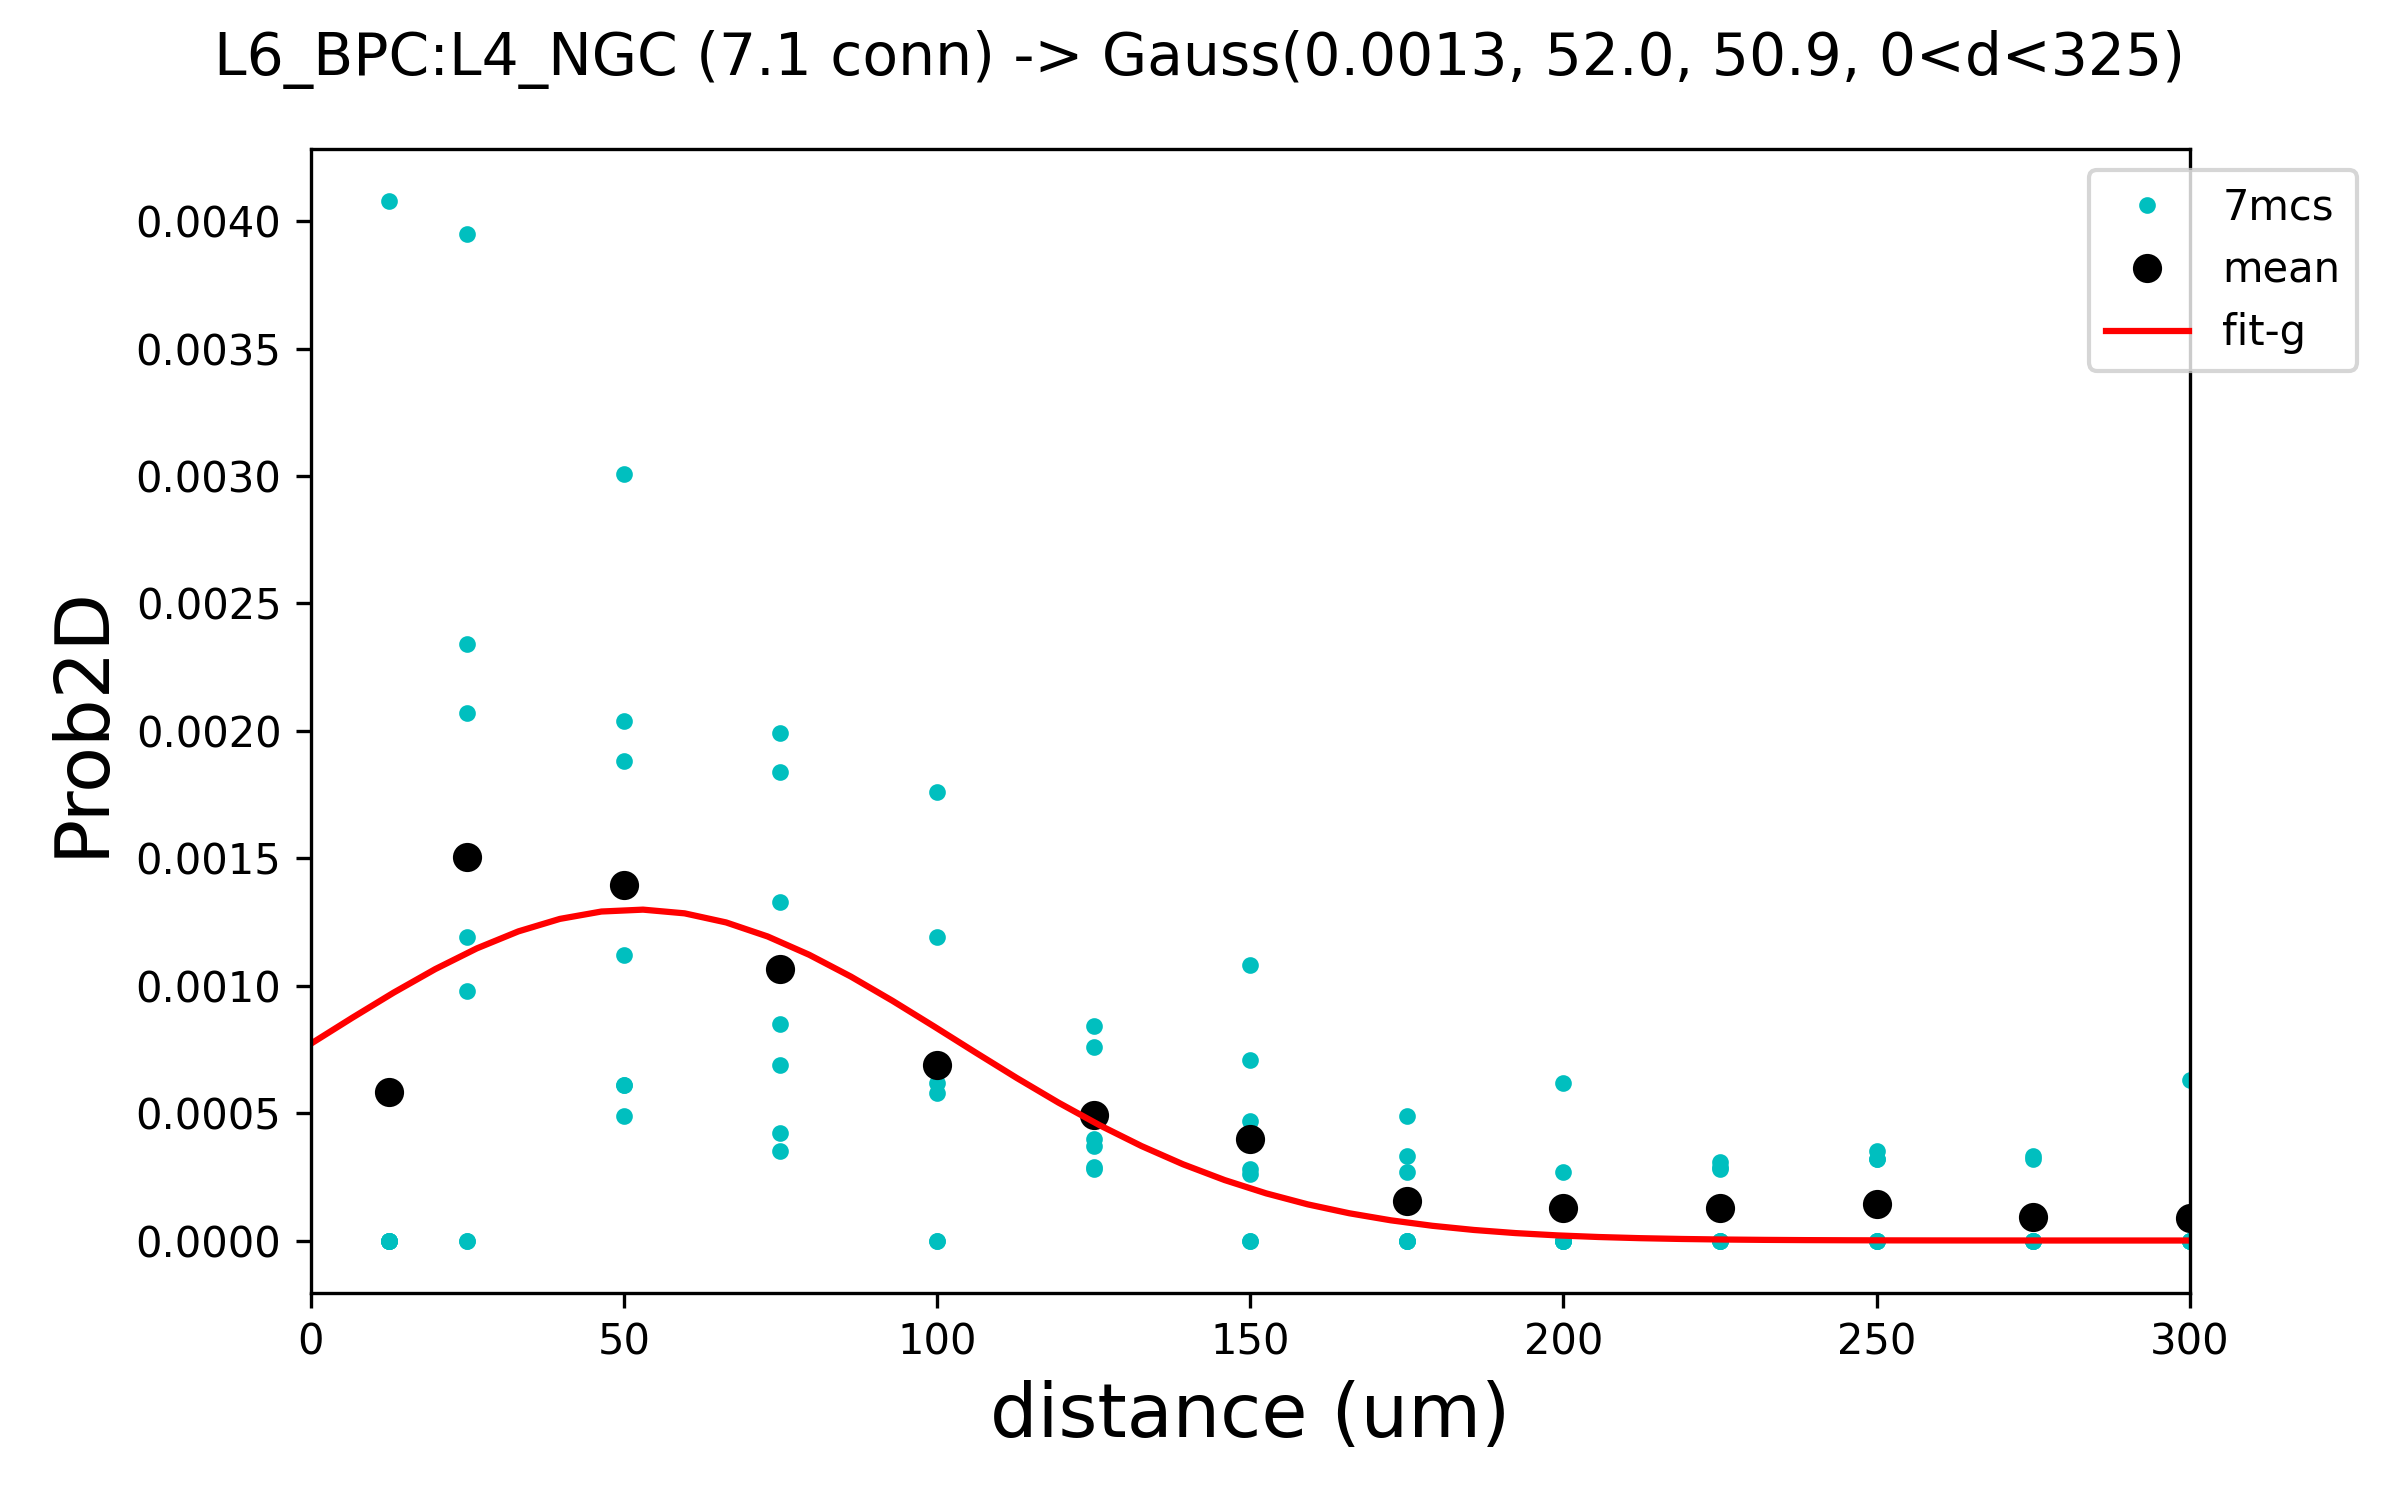 L6_BPC:L4_NGC (7.1 conn) -> Gauss(0.0013, 52.0, 50.9, 0<d<325)
7mcs
mean
fit-g
0.0040
0.0035
0.0030
0.0025
0.0020
0.0015
0.0010
0.0005
0.0000
Prob2D
0 50 100 150 200 250 300
distance (um)